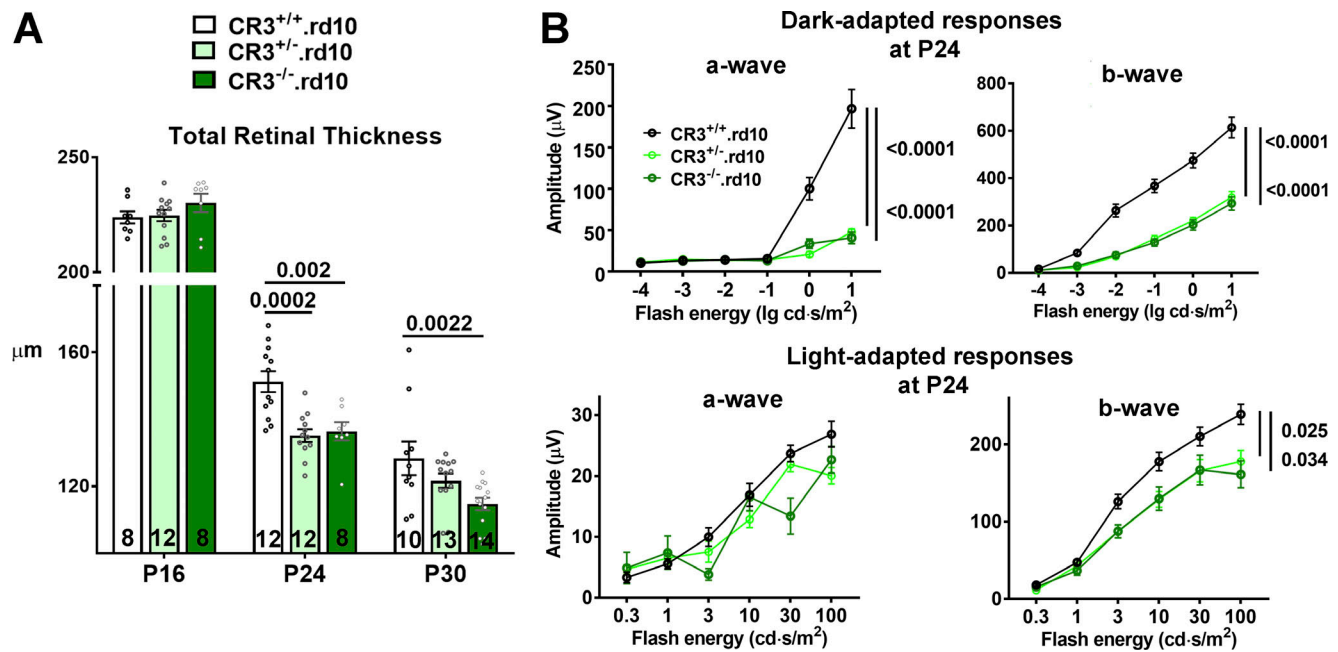 A
CR3+/+.rd10
CR3+/-.rd10
CR3-/-.rd10
Total Retinal Thickness
250
200
μm
160
120
0.002
0.0002
0.0022
8 12 8 12 12 8 10 13 14
P16 P24 P30
B
Dark-adapted responses
at P24
a-wave
Amplitude (μV)
250
200
150
100
50
0
CR3+/+.rd10
CR3+/-.rd10
CR3-/-.rd10
<0.0001
<0.0001
-4 -3 -2 -1 0 1
Flash energy (lg cd·s/m2)
b-wave
800
600
400
200
0
<0.0001
<0.0001
-4 -3 -2 -1 0 1
Flash energy (lg cd·s/m2)
Light-adapted responses
at P24
a-wave
Amplitude (μV)
30
20
10
0
0.3 1 3 10 30 100
Flash energy (cd·s/m2)
b-wave
200
100
0
0.025
0.034
0.3 1 3 10 30 100
Flash energy (cd·s/m2)